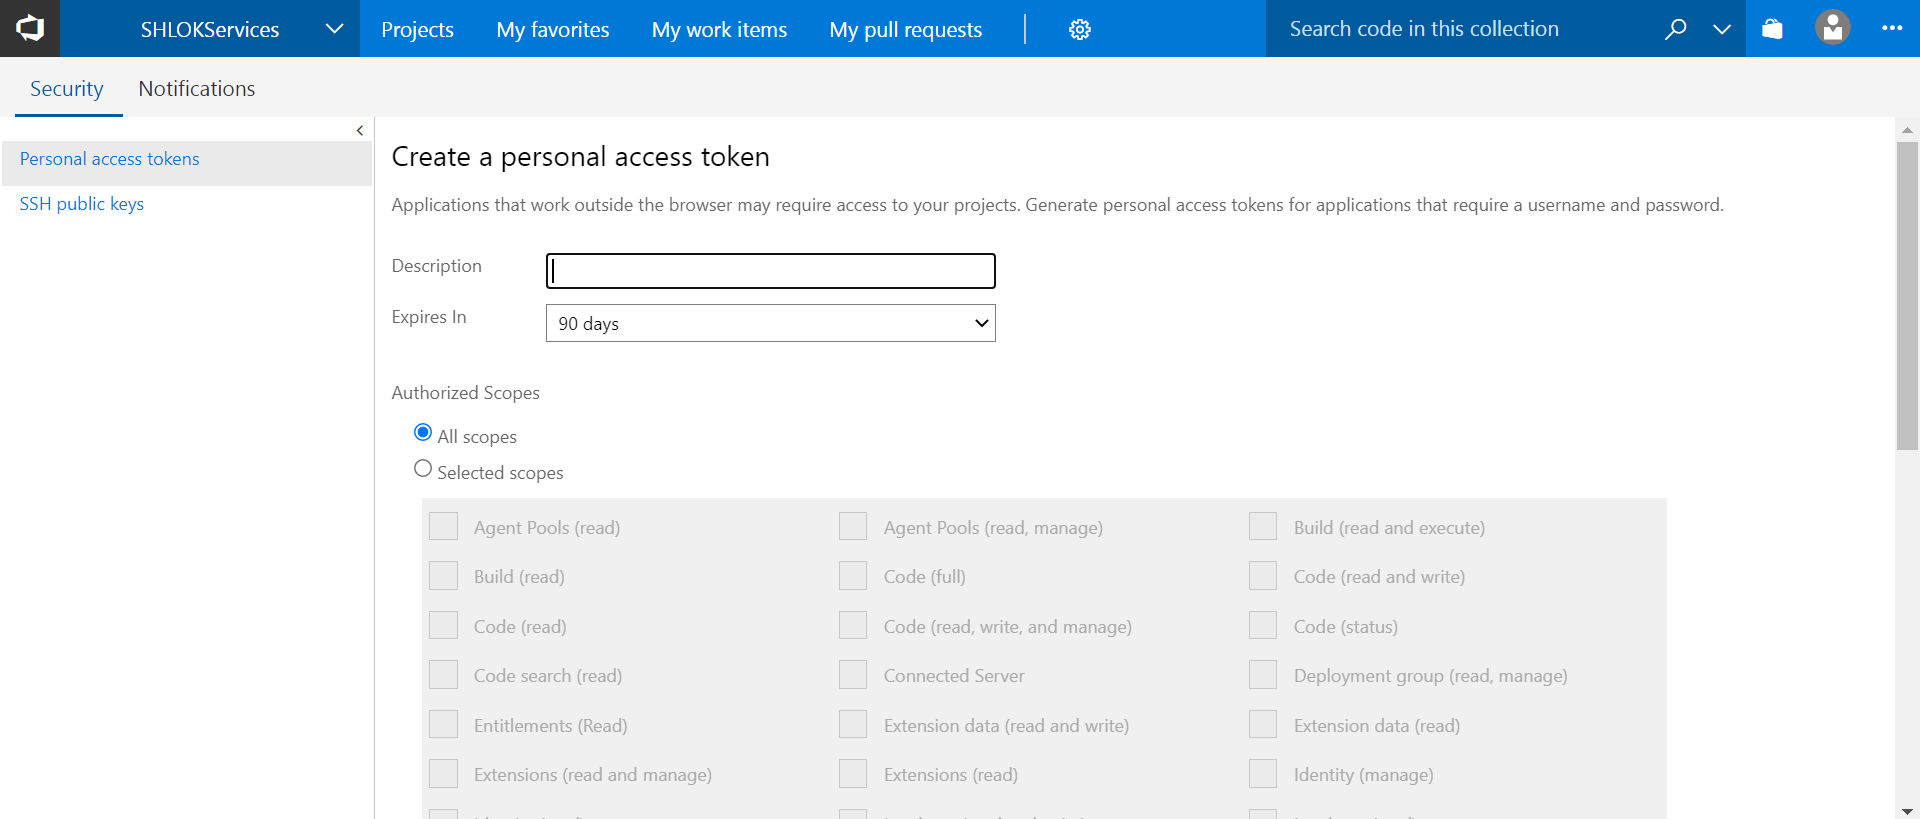 SHLOKServices Projects My favorites My work items My pull requests Search code in this collection
Security Notifications
Personal access tokens
SSH public keys
Create a personal access token
Applications that work outside the browser may require access to your projects. Generate personal access tokens for applications that require a username and password.
Description
Expires In 90 days
Authorized Scopes
All scopes
Selected scopes
Agent Pools (read) Agent Pools (read, manage) Build (read and execute)
Build (read) Code (full) Code (read and write)
Code (read) Code (read, write, and manage) Code (status)
Code search (read) Connected Server Deployment group (read, manage)
Entitlements (Read) Extension data (read and write) Extension data (read)
Extensions (read and manage) Extensions (read) Identity (manage)